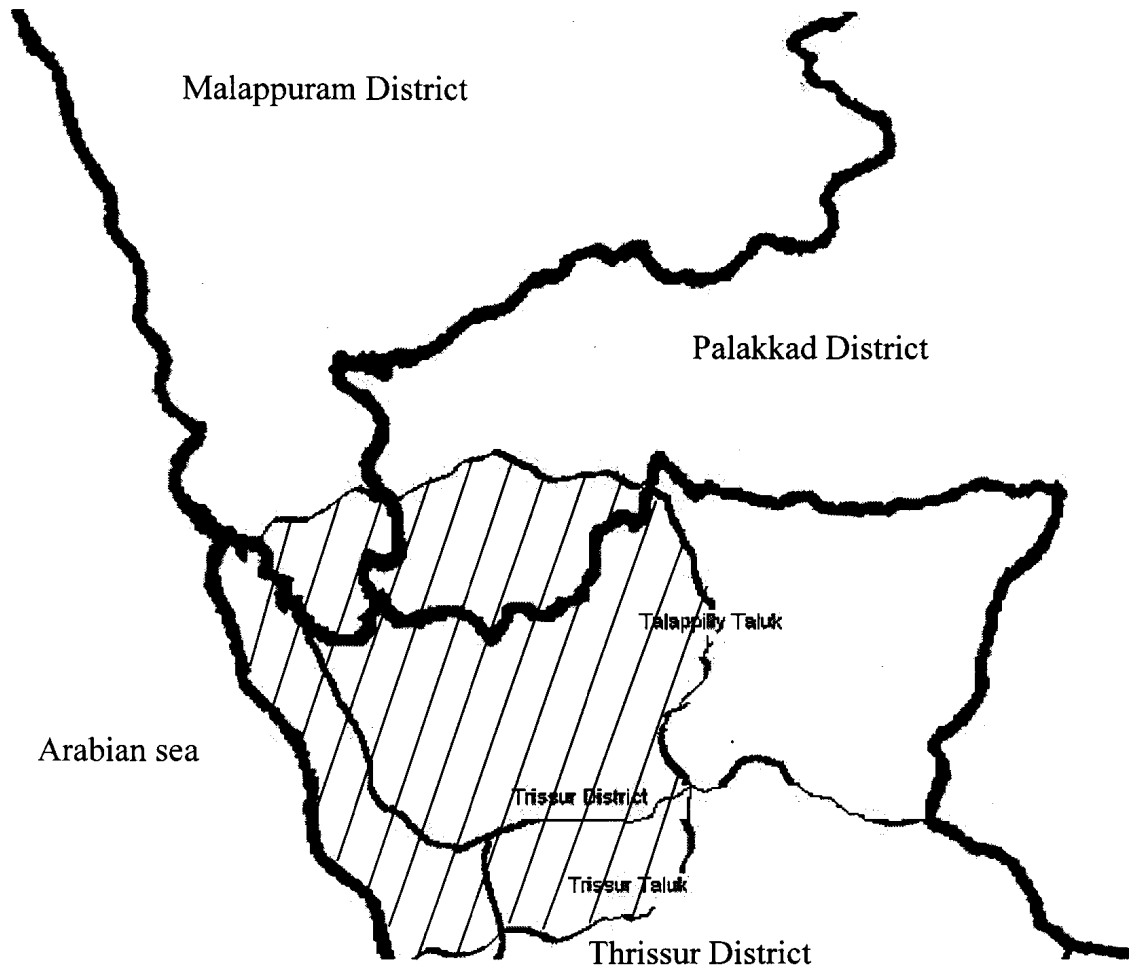 Malappuram District
Palakkad District
Talappilly Taluk
Arabian sea
Trissur District
Trissur Taluk
Thrissur District